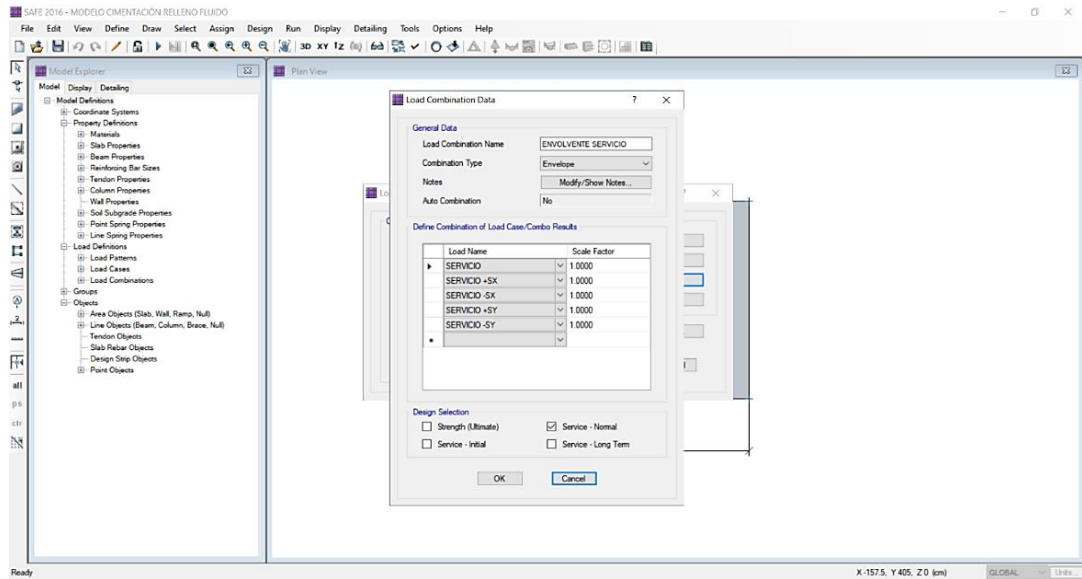 SAFE 2016 - MODELO CIMENTACIÓN RELLENO FLUIDO
File Edit View Define Draw Select Assign Design Run Display Detailing Tools Options Help
3D XY
Model Explorer
Model Display Detailing
Model Definitions
Coordinate Systems
Property Definitions
Materials
Slab Properties
Beam Properties
Reinforcing Bar Sizes
Tendon Properties
Column Properties
Wall Properties
Soil Subgrade Properties
Point Spring Properties
Line Spring Properties
Load Definitions
Load Patterns
Load Cases
Load Combinations
Groups
Objects
Area Objects (Slab, Wall, Ramp, Null)
Line Objects (Beam, Column, Brace, Null)
Tendon Objects
Slab Rebar Objects
Design Strip Objects
Point Objects
all
ps
clr
Plan View
Lo
Load Combination Data ?
General Data
Load Combination Name ENVOLVENTE SERVICIO
Combination Type Envelope
Notes Modify/Show Notes...
Auto Combination No
Define Combination of Load Case/Combo Results
Load Name Scale Factor
SERVICIO 1.0000
SERVICIO +SX 1.0000
SERVICIO -SX 1.0000
SERVICIO +SY 1.0000
SERVICIO -SY 1.0000
Design Selection
Strength (Ultimate) Service - Normal
Service - Initial Service - Long Term
OK Cancel
Ready X -157.5, Y 405, Z 0 (cm) GLOBAL Units...